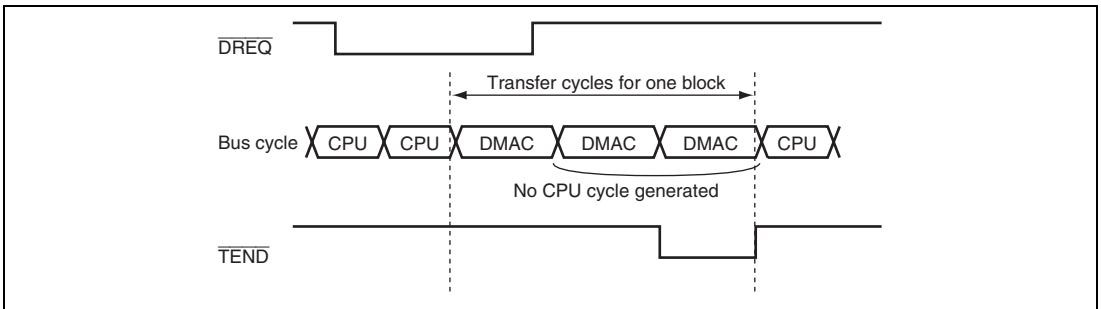 DREQ
Transfer cycles for one block
Bus cycle CPU CPU DMAC DMAC DMAC CPU
No CPU cycle generated
TEND